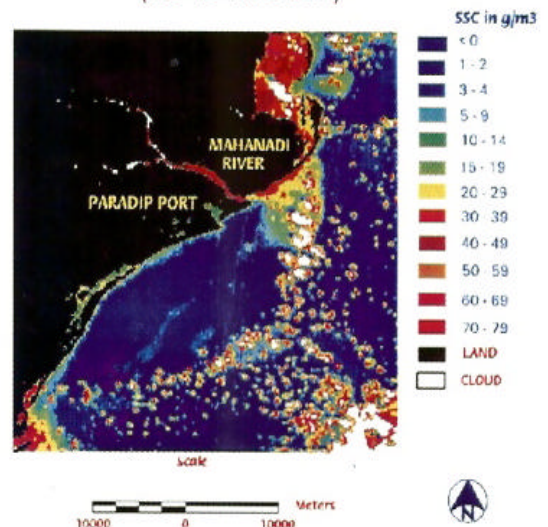 SSC in g/m3
< 0
1 - 2
3 - 4
5 - 9
10 - 14
15 - 19
20 - 29
30 - 39
40 - 49
50 - 59
60 - 69
70 - 79
LAND
CLOUD
MAHANADI
RIVER
PARADIP PORT
Scale
Meters
10000 0 10000
N